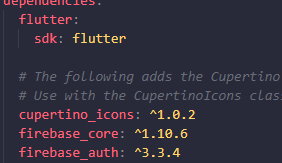 dependencies:
  flutter:
    sdk: flutter

  # The following adds the Cupertino
  # Use with the CupertinoIcons clas
  cupertino_icons: ^1.0.2
  firebase_core: ^1.10.6
  firebase_auth: ^3.3.4